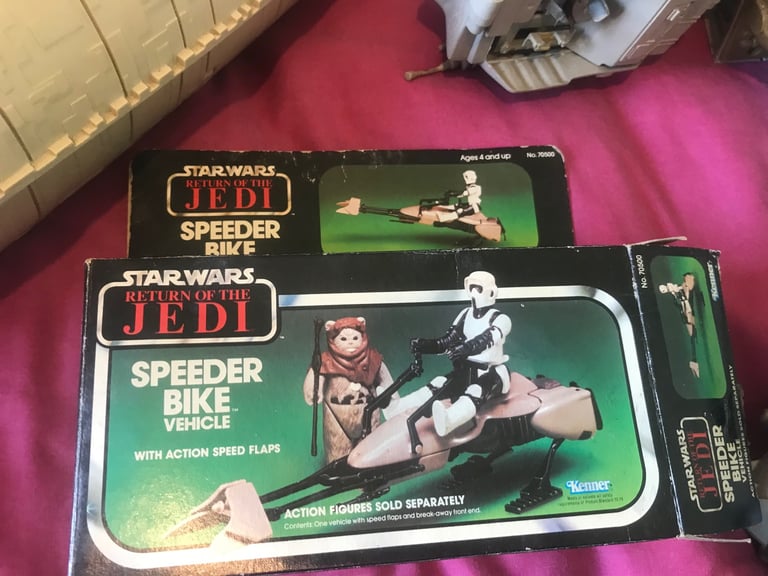 Ages 4 and up
No. 70500
STAR WARS
RETURN OF THE
JEDI
SPEEDER
BIKE
STAR WARS
RETURN OF THE
JEDI
SPEEDER
BIKE™
VEHICLE
WITH ACTION SPEED FLAPS
ACTION FIGURES SOLD SEPARATELY
Contents: One vehicle with speed flaps and break-away front end.
Kenner
No. 70500
Kenner
STAR WARS
RETURN OF THE
JEDI
SPEEDER
BIKE
VEHICLE